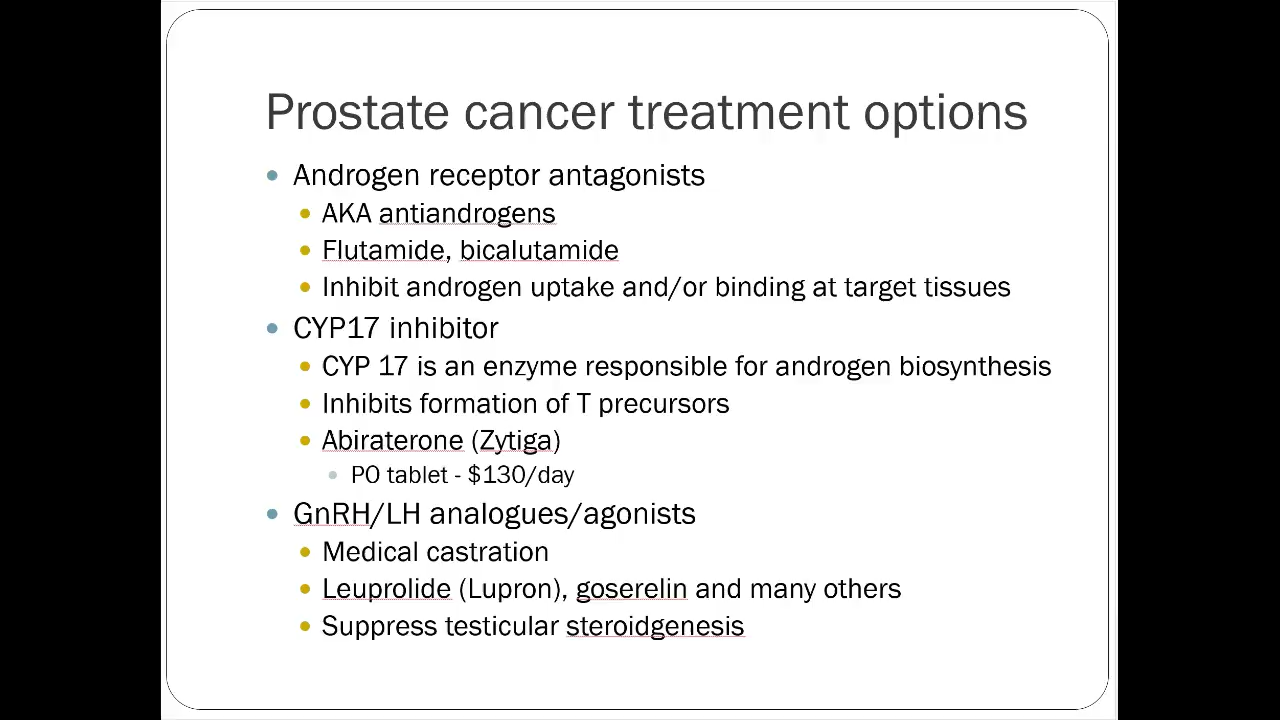 Prostate cancer treatment options
Androgen receptor antagonists
AKA antiandrogens
Flutamide, bicalutamide
Inhibit androgen uptake and/or binding at target tissues
CYP17 inhibitor
CYP 17 is an enzyme responsible for androgen biosynthesis
Inhibits formation of T precursors
Abiraterone (Zytiga)
PO tablet - $130/day
GnRH/LH analogues/agonists
Medical castration
Leuprolide (Lupron), goserelin and many others
Suppress testicular steroidgenesis